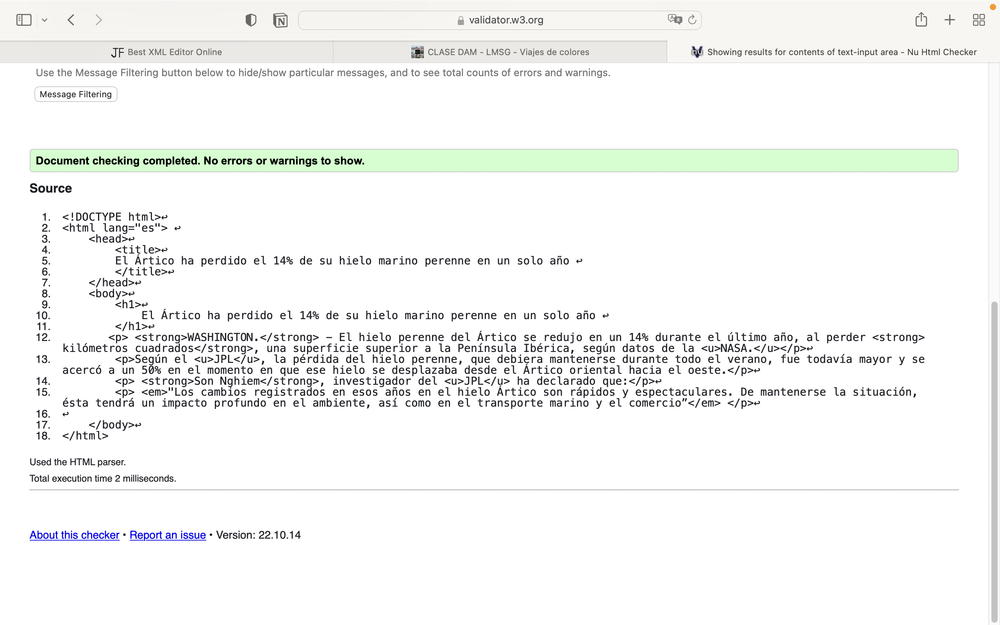 validator.w3.org
JF Best XML Editor Online
CLASE DAM - LMSG - Viajes de colores
nu Showing results for contents of text-input area - Nu Html Checker
Use the Message Filtering button below to hide/show particular messages, and to see total counts of errors and warnings.
Message Filtering
Document checking completed. No errors or warnings to show.
Source
1. <!DOCTYPE html>↩
2. <html lang="es"> ↩
3. <head>↩
4. <title>↩
5. El Ártico ha perdido el 14% de su hielo marino perenne en un solo año ↩
6. </title>↩
7. </head>↩
8. <body>↩
9. <h1>↩
10. El Ártico ha perdido el 14% de su hielo marino perenne en un solo año ↩
11. </h1>↩
12. <p> <strong>WASHINGTON.</strong> – El hielo perenne del Ártico se redujo en un 14% durante el último año, al perder <strong>
kilómetros cuadrados</strong>, una superficie superior a la Península Ibérica, según datos de la <u>NASA.</u></p>↩
13. <p>Según el <u>JPL</u>, la pérdida del hielo perenne, que debiera mantenerse durante todo el verano, fue todavía mayor y se
acercó a un 50% en el momento en que ese hielo se desplazaba desde el Ártico oriental hacia el oeste.</p>↩
14. <p> <strong>Son Nghiem</strong>, investigador del <u>JPL</u> ha declarado que:</p>↩
15. <p> <em>"Los cambios registrados en esos años en el hielo Ártico son rápidos y espectaculares. De mantenerse la situación,
ésta tendrá un impacto profundo en el ambiente, así como en el transporte marino y el comercio”</em> </p>↩
16. ↩
17. </body>↩
18. </html>
Used the HTML parser.
Total execution time 2 milliseconds.
About this checker • Report an issue • Version: 22.10.14